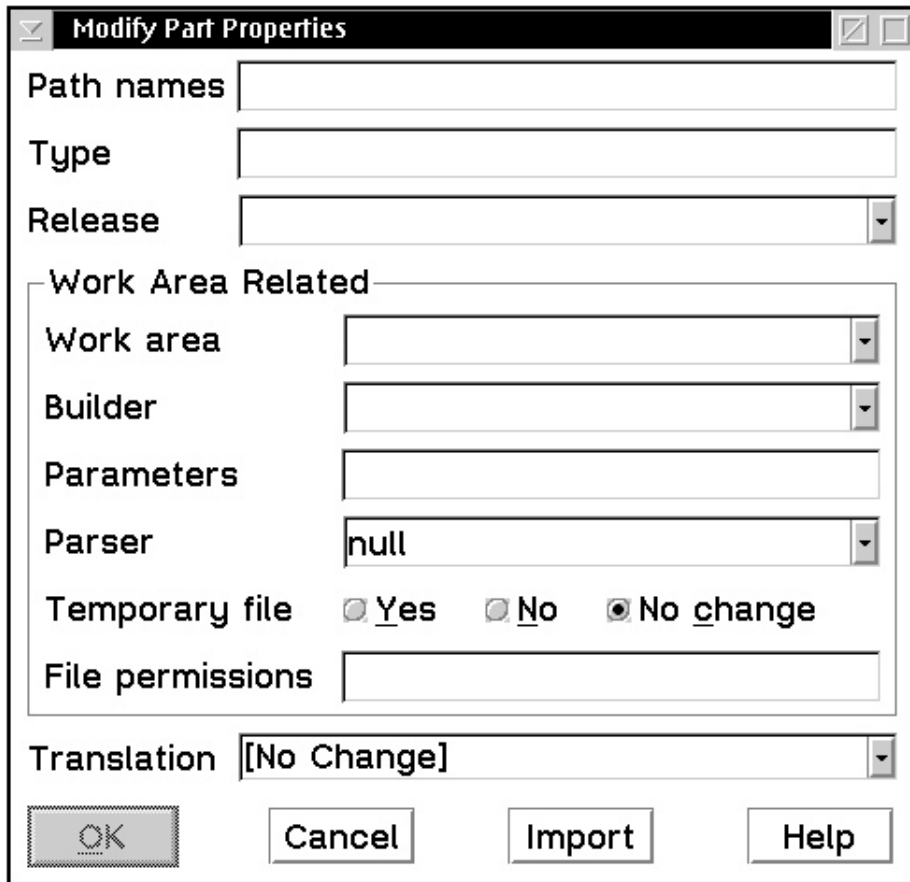 Modify Part Properties
Path names
Type
Release
Work Area Related
Work area
Builder
Parameters
Parser null
Temporary file Yes No No change
File permissions
Translation [No Change]
OK Cancel Import Help